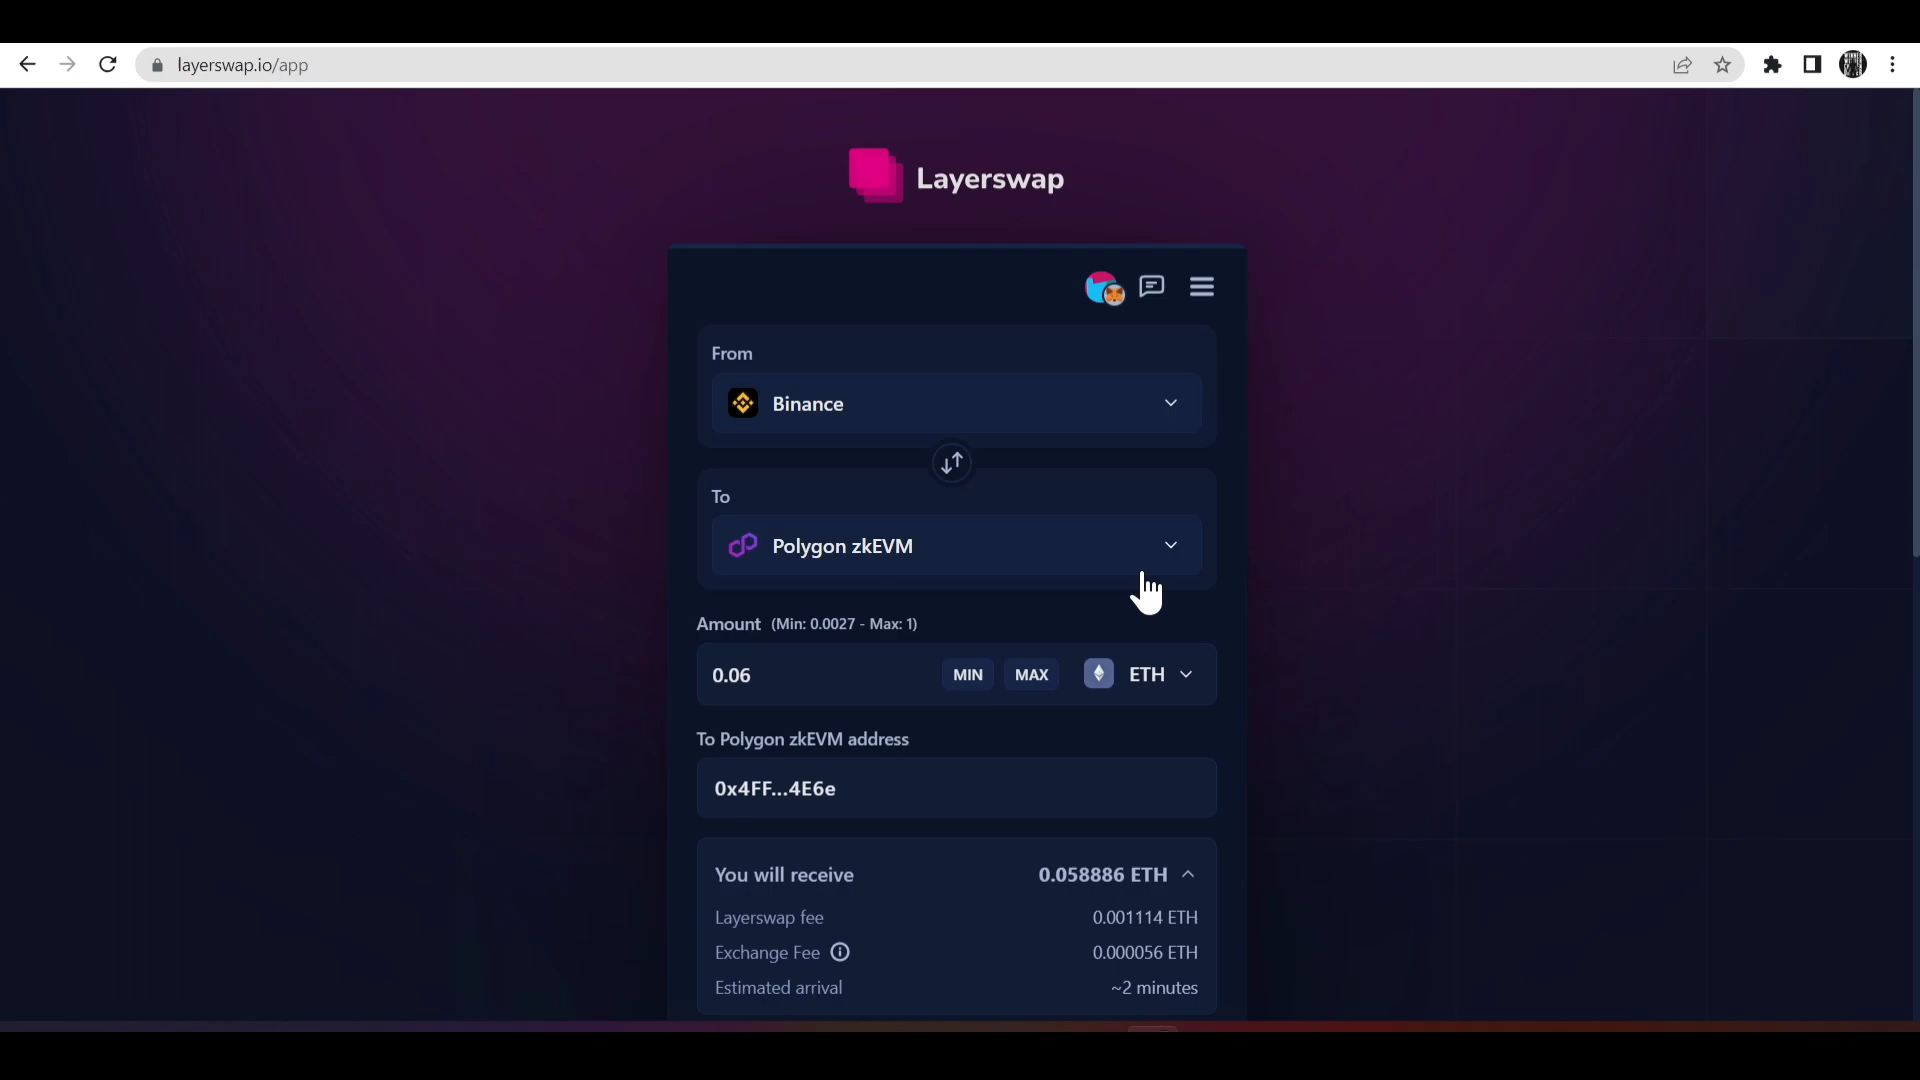 layerswap.io/app
Layerswap
From
Binance
To
Polygon zkEVM
Amount (Min: 0.0027 - Max: 1)
0.06 MIN MAX ETH
To Polygon zkEVM address
0x4FF...4E6e
You will receive 0.058886 ETH
Layerswap fee 0.001114 ETH
Exchange Fee 0.000056 ETH
Estimated arrival ~2 minutes